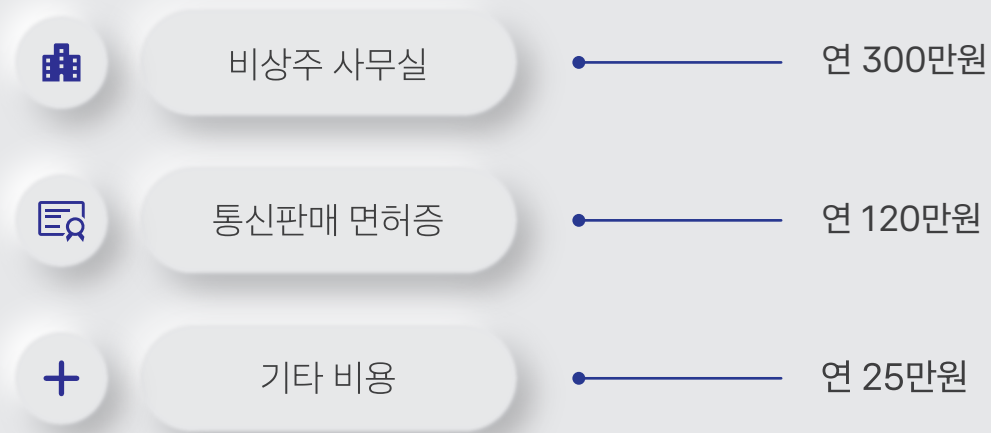 비상주 사무실 연 300만원
통신판매 면허증 연 120만원
기타 비용 연 25만원